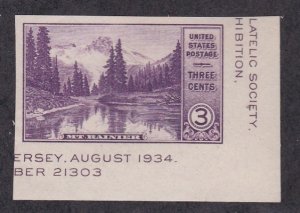 UNITED
STATES
POSTAGE
THREE
CENTS
3
MT. RAINIER
LATELIC SOCIETY,
HIBITION,
ERSEY, AUGUST 1934.
BER 21303